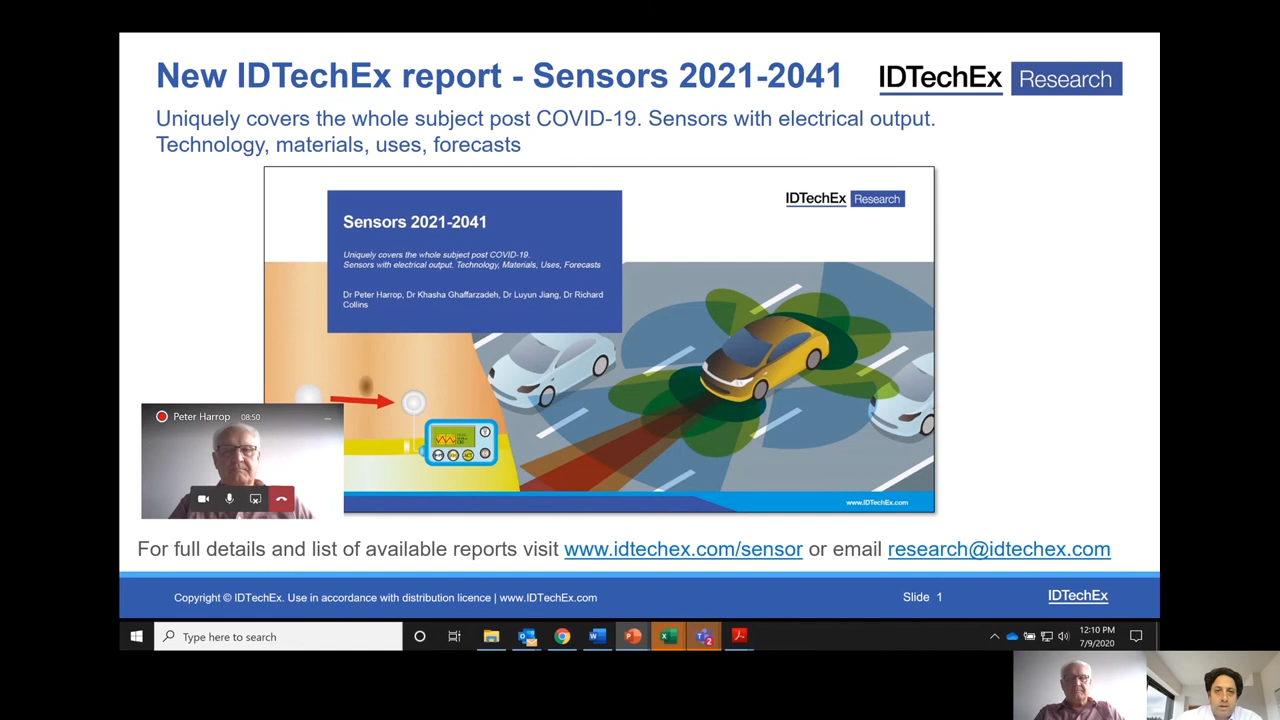 New IDTechEx report - Sensors 2021-2041
IDTechEx Research
Uniquely covers the whole subject post COVID-19. Sensors with electrical output.
Technology, materials, uses, forecasts
IDTechEx Research
Sensors 2021-2041
Uniquely covers the whole subject post COVID-19.
Sensors with electrical output. Technology, Materials, Uses, Forecasts
Dr Peter Harrop, Dr Khasha Ghaffarzadeh, Dr Luyun Jiang, Dr Richard
Collins
Peter Harrop 08:50
www.IDTechEx.com
For full details and list of available reports visit www.idtechex.com/sensor or email research@idtechex.com
Copyright © IDTechEx. Use in accordance with distribution licence | www.IDTechEx.com
Slide 1
IDTechEx
Type here to search
12:10 PM
7/9/2020